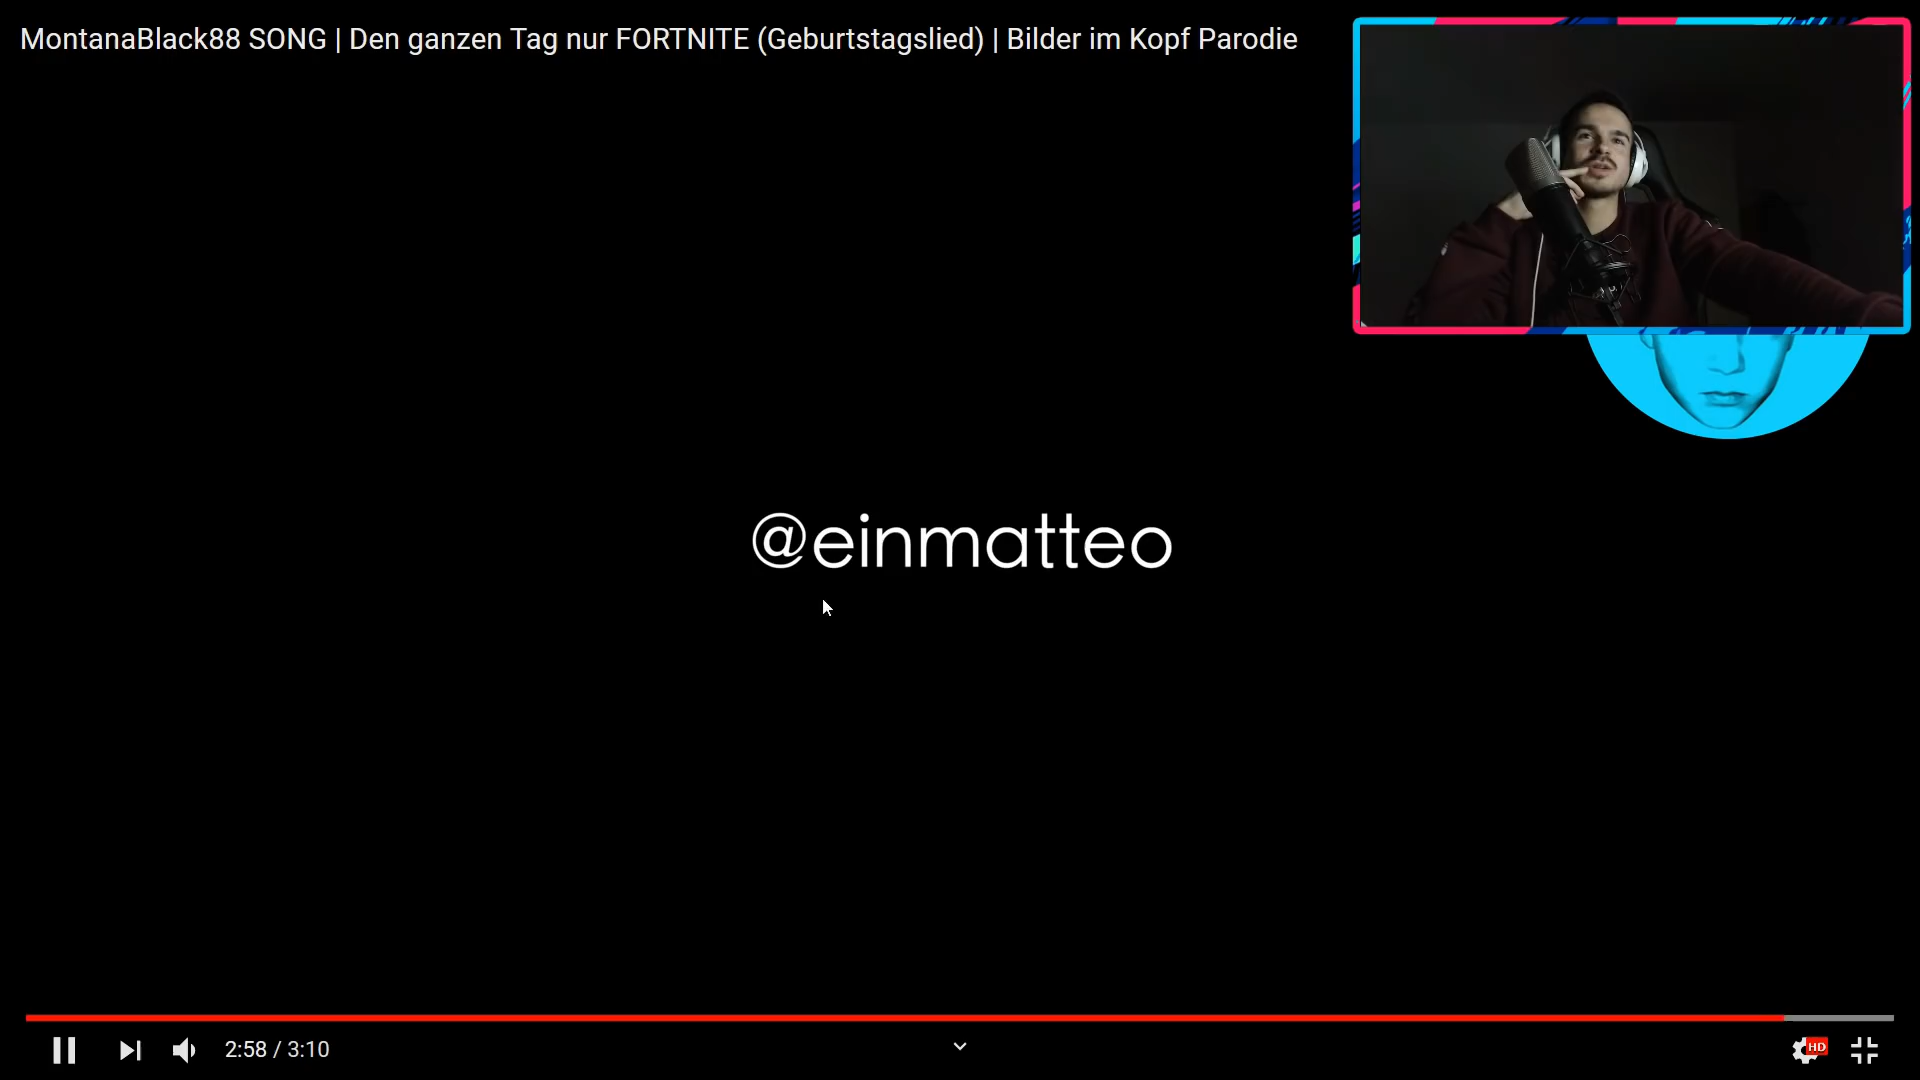 MontanaBlack88 SONG | Den ganzen Tag nur FORTNITE (Geburtstagslied) | Bilder im Kopf Parodie
@einmatteo
2:58 / 3:10
HD